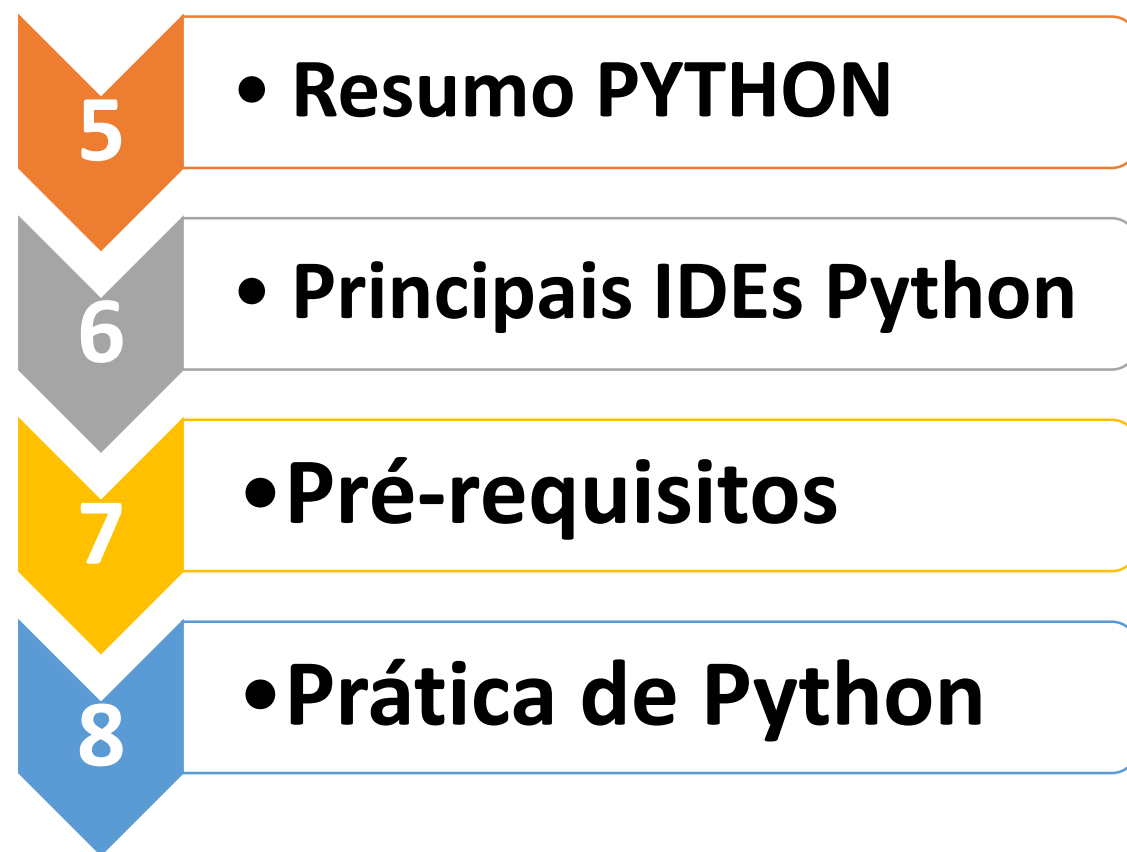 5
• Resumo PYTHON
6
• Principais IDEs Python
7
•Pré-requisitos
8
•Prática de Python